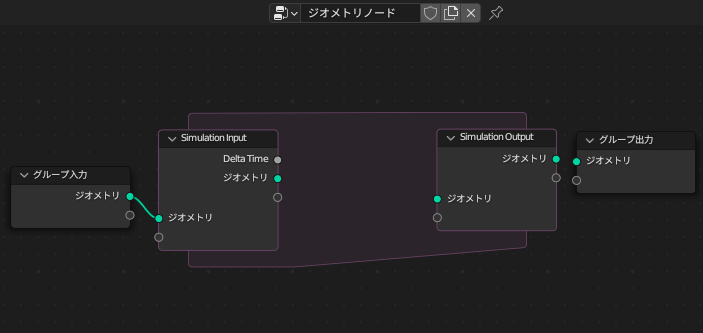 ジオメトリノード
Simulation Input
Delta Time
ジオメトリ
ジオメトリ
Simulation Output
ジオメトリ
ジオメトリ
グループ出力
ジオメトリ
グループ入力
ジオメトリ